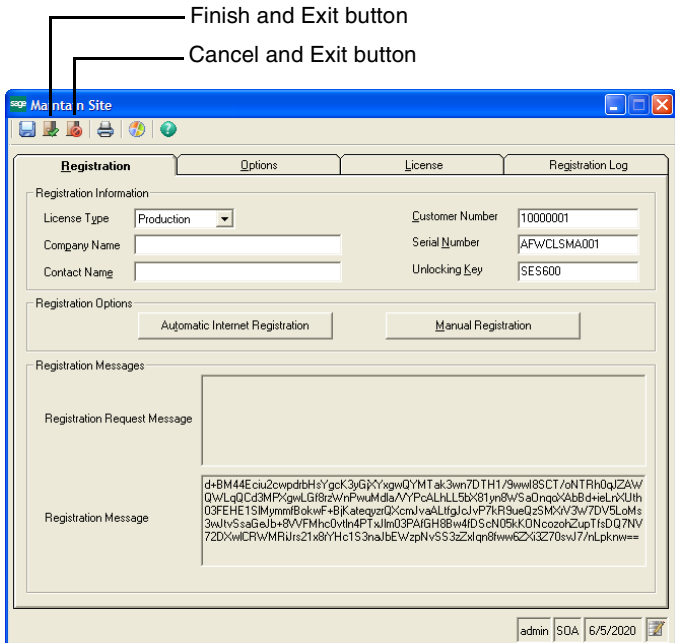 Finish and Exit button
Cancel and Exit button
sage Maintain Site
Registration Options License Registration Log
Registration Information
License Type Production Customer Number 10000001
Company Name Serial Number AFWCLSMA001
Contact Name Unlocking Key SES600
Registration Options
Automatic Internet Registration Manual Registration
Registration Messages
Registration Request Message
Registration Message
admin SOA 6/5/2020